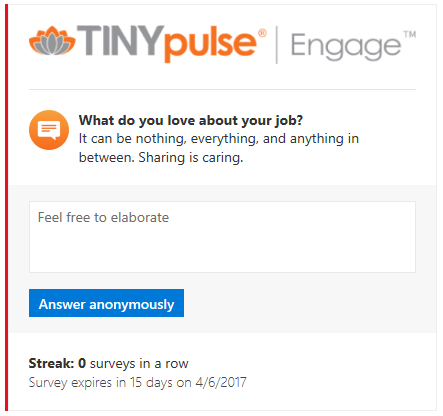 TINYpulse® | Engage™
What do you love about your job?
It can be nothing, everything, and anything in
between. Sharing is caring.
Feel free to elaborate
Answer anonymously
Streak: 0 surveys in a row
Survey expires in 15 days on 4/6/2017